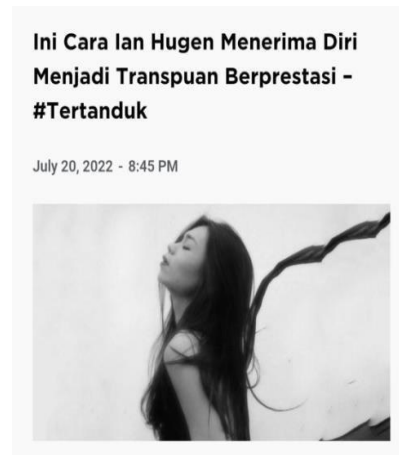 Ini Cara Ian Hugen Menerima Diri
Menjadi Transpuan Berprestasi –
#Tertanduk
July 20, 2022 - 8:45 PM